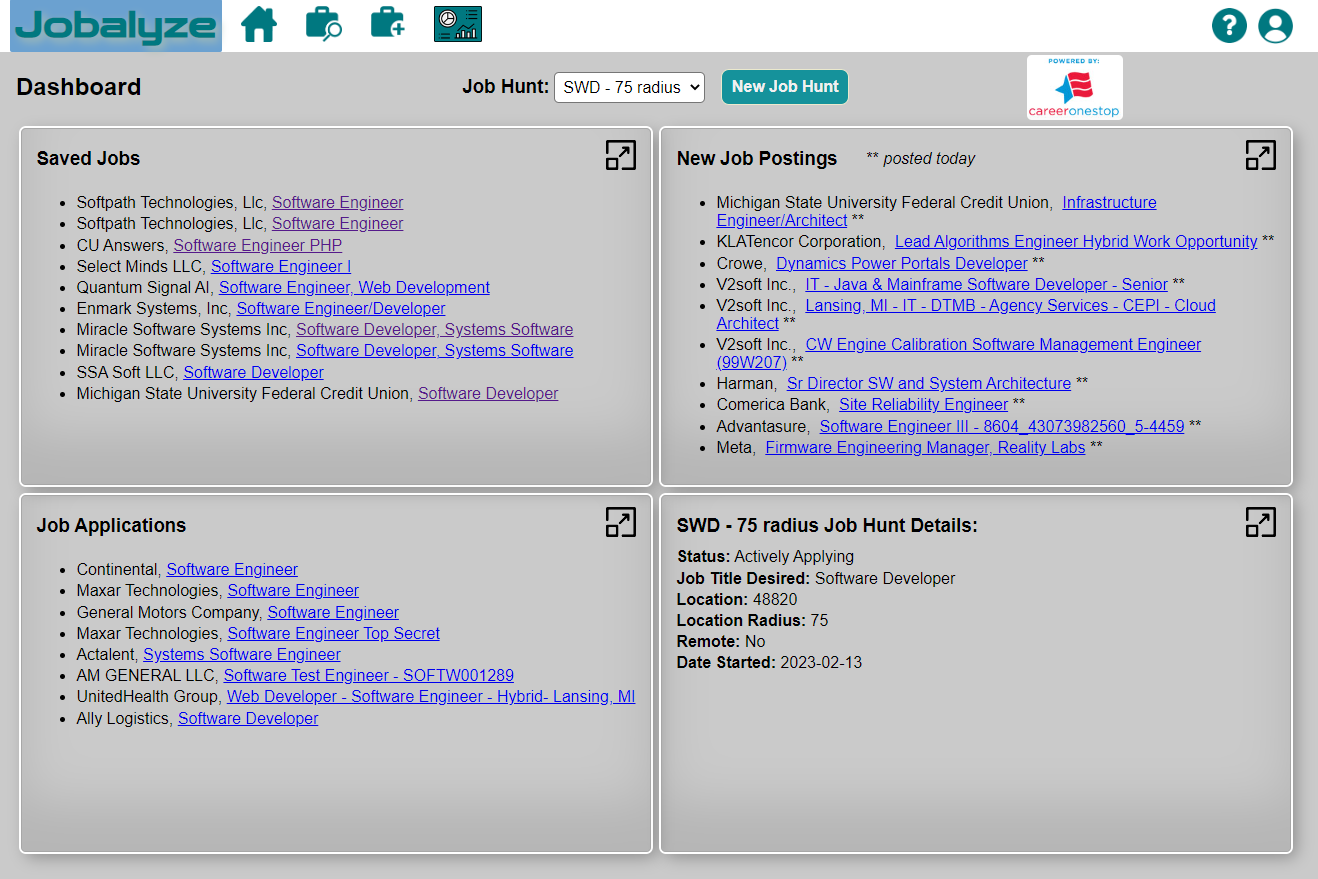 Jobalyze
?
Dashboard
Job Hunt: SWD - 75 radius
New Job Hunt
POWERED BY:
careeronestop
Saved Jobs
Softpath Technologies, Llc, Software Engineer
Softpath Technologies, Llc, Software Engineer
CU Answers, Software Engineer PHP
Select Minds LLC, Software Engineer I
Quantum Signal AI, Software Engineer, Web Development
Enmark Systems, Inc, Software Engineer/Developer
Miracle Software Systems Inc, Software Developer, Systems Software
Miracle Software Systems Inc, Software Developer, Systems Software
SSA Soft LLC, Software Developer
Michigan State University Federal Credit Union, Software Developer
New Job Postings ** posted today
Michigan State University Federal Credit Union, Infrastructure
Engineer/Architect **
KLATencor Corporation, Lead Algorithms Engineer Hybrid Work Opportunity **
Crowe, Dynamics Power Portals Developer **
V2soft Inc., IT - Java & Mainframe Software Developer - Senior **
V2soft Inc., Lansing, MI - IT - DTMB - Agency Services - CEPI - Cloud
Architect **
V2soft Inc., CW Engine Calibration Software Management Engineer
(99W207) **
Harman, Sr Director SW and System Architecture **
Comerica Bank, Site Reliability Engineer **
Advantasure, Software Engineer III - 8604_43073982560_5-4459 **
Meta, Firmware Engineering Manager, Reality Labs **
Job Applications
Continental, Software Engineer
Maxar Technologies, Software Engineer
General Motors Company, Software Engineer
Maxar Technologies, Software Engineer Top Secret
Actalent, Systems Software Engineer
AM GENERAL LLC, Software Test Engineer - SOFTW001289
UnitedHealth Group, Web Developer - Software Engineer - Hybrid- Lansing, MI
Ally Logistics, Software Developer
SWD - 75 radius Job Hunt Details:
Status: Actively Applying
Job Title Desired: Software Developer
Location: 48820
Location Radius: 75
Remote: No
Date Started: 2023-02-13